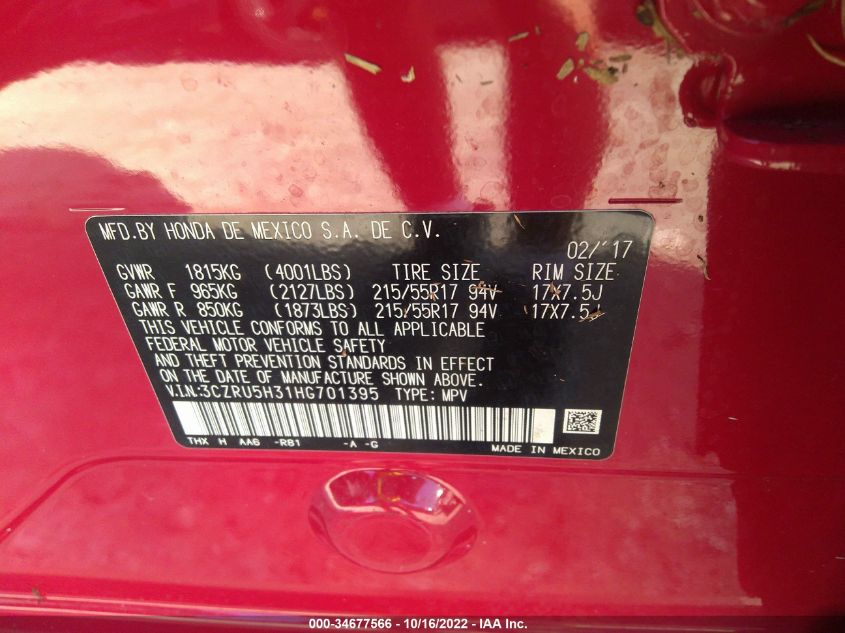 MFD.BY HONDA DE MEXICO S.A. DE C.V.
02/'17
GVWR 1815KG (4001LBS) TIRE SIZE RIM SIZE
GAWR F 965KG (2127LBS) 215/55R17 94V 17X7.5J
GAWR R 850KG (1873LBS) 215/55R17 94V 17X7.5J
THIS VEHICLE CONFORMS TO ALL APPLICABLE
FEDERAL MOTOR VEHICLE SAFETY
AND THEFT PREVENTION STANDARDS IN EFFECT
ON THE DATE OF MANUFACTURE SHOWN ABOVE.
V.I.N:3CZRU5H31HG701395 TYPE: MPV
THX H AA6 -R81 -A -G
MADE IN MEXICO
000-34677566 - 10/16/2022 - IAA Inc.